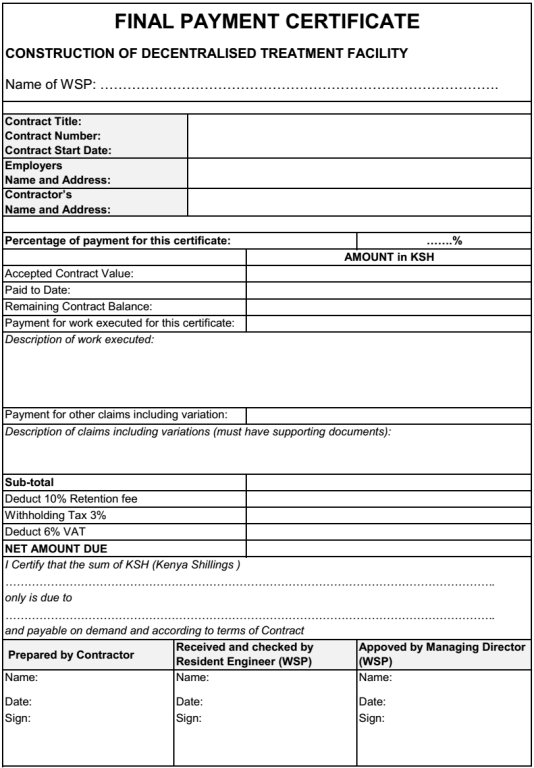 FINAL PAYMENT CERTIFICATE
CONSTRUCTION OF DECENTRALISED TREATMENT FACILITY
Name of WSP: ……………………………………………………………………………….
Contract Title:
Contract Number:
Contract Start Date:
Employers
Name and Address:
Contractor's
Name and Address:
Percentage of payment for this certificate: …….%
AMOUNT in KSH
Accepted Contract Value:
Paid to Date:
Remaining Contract Balance:
Payment for work executed for this certificate:
Description of work executed:
Payment for other claims including variation:
Description of claims including variations (must have supporting documents):
Sub-total
Deduct 10% Retention fee
Withholding Tax 3%
Deduct 6% VAT
NET AMOUNT DUE
I Certify that the sum of KSH (Kenya Shillings )
………………………………………………………………………………………………………………..
only is due to
………………………………………………………………………………………………………………..
and payable on demand and according to terms of Contract
Prepared by Contractor
Received and checked by
Resident Engineer (WSP)
Appoved by Managing Director
(WSP)
Name: Name: Name:
Date: Date: Date:
Sign: Sign: Sign: